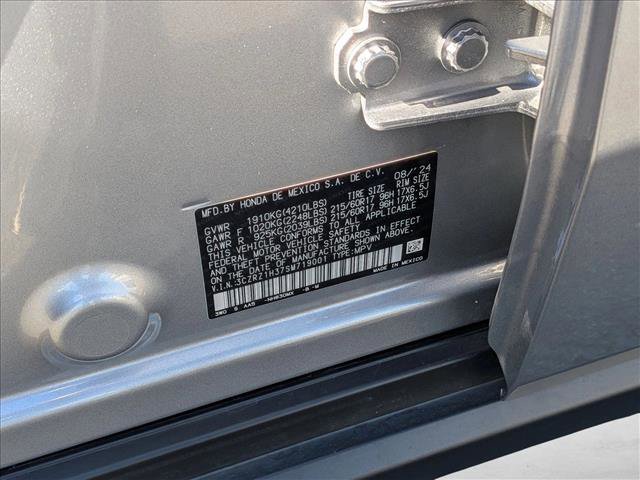 MFD.BY HONDA DE MEXICO S.A. DE C.V. 08/'24
GVWR 1910KG(4210LBS) TIRE SIZE RIM SIZE
GAWR F 1020KG(2248LBS) 215/60R17 96H 17X6.5J
GAWR R 925KG(2039LBS) 215/60R17 96H 17X6.5J
THIS VEHICLE CONFORMS TO ALL APPLICABLE
FEDERAL MOTOR VEHICLE SAFETY
AND THEFT PREVENTION STANDARDS IN EFFECT
ON THE DATE OF MANUFACTURE SHOWN ABOVE.
V.I.N.:3CZRZ1H37SM719001 TYPE:MPV
3W0 S AAS -NH830MX -B -M MADE IN MEXICO